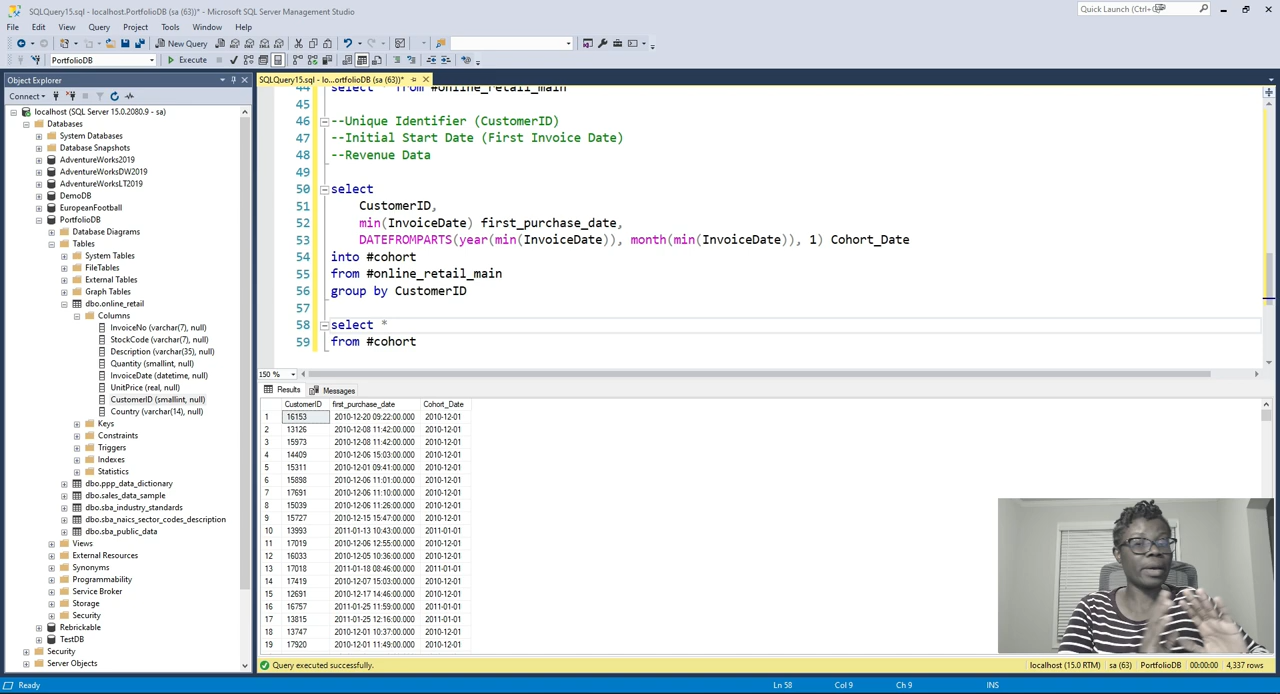 SQLQuery15.sql - localhost.PortfolioDB (sa (63))* - Microsoft SQL Server Management Studio
Quick Launch (Ctrl+Q)
File Edit View Query Project Tools Window Help
New Query
PortfolioDB Execute
Object Explorer
Connect
localhost (SQL Server 15.0.2080.9 - sa)
Databases
System Databases
Database Snapshots
AdventureWorks2019
AdventureWorksDW2019
AdventureWorksLT2019
DemoDB
EuropeanFootball
PortfolioDB
Database Diagrams
Tables
System Tables
FileTables
External Tables
Graph Tables
dbo.online_retail
Columns
InvoiceNo (varchar(7), null)
StockCode (varchar(7), null)
Description (varchar(35), null)
Quantity (smallint, null)
InvoiceDate (datetime, null)
UnitPrice (real, null)
CustomerID (smallint, null)
Country (varchar(14), null)
Keys
Constraints
Triggers
Indexes
Statistics
dbo.ppp_data_dictionary
dbo.sales_data_sample
dbo.sba_industry_standards
dbo.sba_naics_sector_codes_description
dbo.sba_public_data
Views
External Resources
Synonyms
Programmability
Service Broker
Storage
Security
Rebrickable
TestDB
Security
Server Objects
SQLQuery15.sql - lo...ortfolioDB (sa (63))*
44 select * from #online_retail_main
45
46 --Unique Identifier (CustomerID)
47 --Initial Start Date (First Invoice Date)
48 --Revenue Data
49
50 select
51 CustomerID,
52 min(InvoiceDate) first_purchase_date,
53 DATEFROMPARTS(year(min(InvoiceDate)), month(min(InvoiceDate)), 1) Cohort_Date
54 into #cohort
55 from #online_retail_main
56 group by CustomerID
57
58 select *
59 from #cohort
150 %
Results Messages
CustomerID first_purchase_date Cohort_Date
1 16153 2010-12-20 09:22:00.000 2010-12-01
2 13126 2010-12-08 11:42:00.000 2010-12-01
3 15973 2010-12-08 11:42:00.000 2010-12-01
4 14409 2010-12-06 15:03:00.000 2010-12-01
5 15311 2010-12-01 09:41:00.000 2010-12-01
6 15898 2010-12-06 11:01:00.000 2010-12-01
7 17691 2010-12-06 11:10:00.000 2010-12-01
8 15039 2010-12-06 11:26:00.000 2010-12-01
9 15727 2010-12-15 15:47:00.000 2010-12-01
10 13993 2011-01-13 10:43:00.000 2011-01-01
11 17019 2010-12-06 12:55:00.000 2010-12-01
12 16033 2010-12-05 10:36:00.000 2010-12-01
13 17018 2011-01-18 08:46:00.000 2011-01-01
14 17419 2010-12-07 15:03:00.000 2010-12-01
15 12691 2010-12-17 14:46:00.000 2010-12-01
16 16757 2011-01-25 11:59:00.000 2011-01-01
17 13815 2011-01-25 12:16:00.000 2011-01-01
18 13747 2010-12-01 10:37:00.000 2010-12-01
19 17920 2010-12-01 11:49:00.000 2010-12-01
Query executed successfully.
localhost (15.0 RTM) sa (63) PortfolioDB 00:00:00 4,337 rows
Ready Ln 58 Col 9 Ch 9 INS